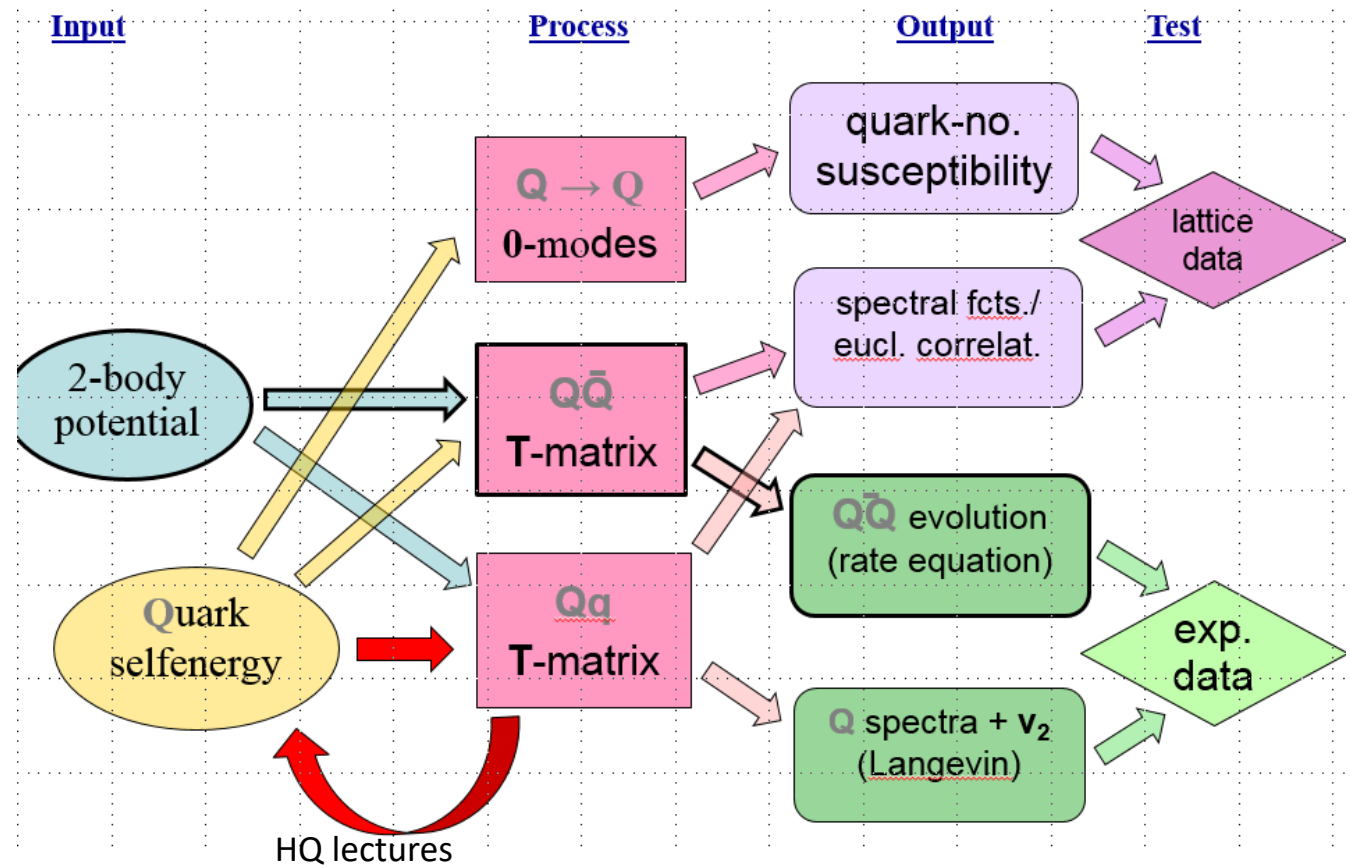 Input
Process
Output
Test
2-body
potential
Quark
selfenergy
Q → Q
0-modes
QQ̄
T-matrix
Qq
T-matrix
quark-no.
susceptibility
spectral fcts./
eucl. correlat.
QQ̄ evolution
(rate equation)
Q spectra + v₂
(Langevin)
lattice
data
exp.
data
HQ lectures